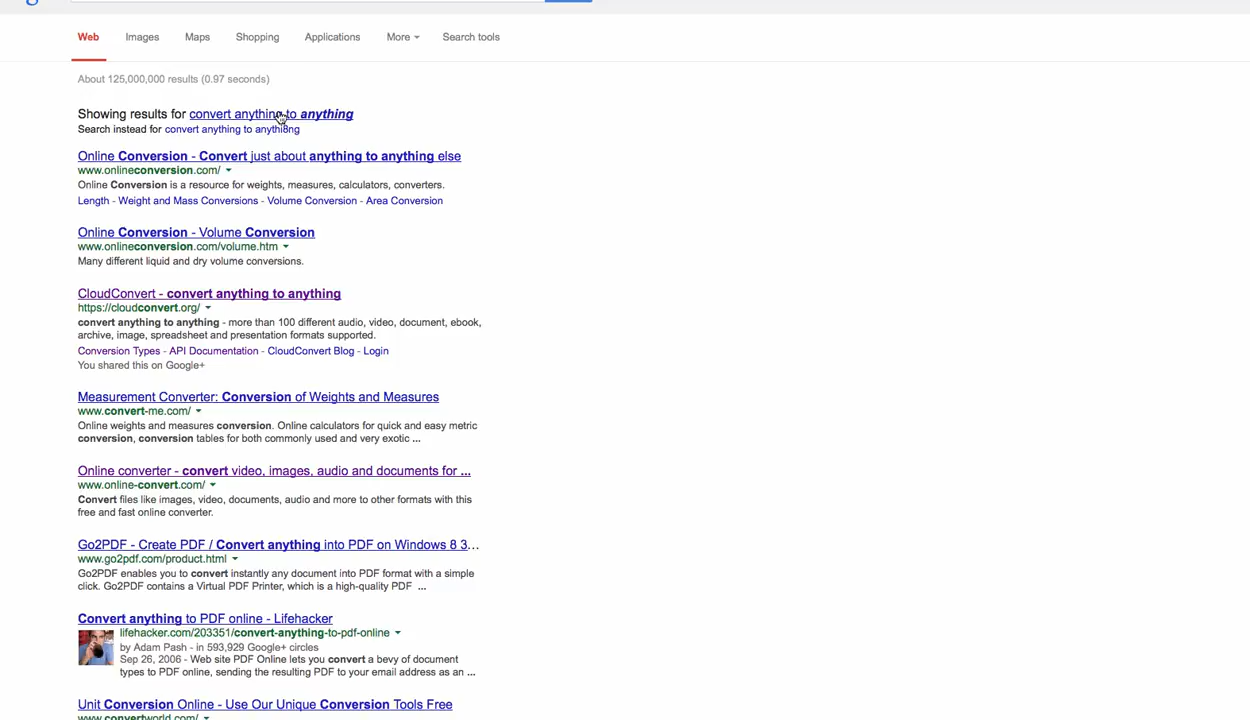 Web Images Maps Shopping Applications More Search tools
About 125,000,000 results (0.97 seconds)
Showing results for convert anything to anything
Search instead for convert anything to anythi8ng
Online Conversion - Convert just about anything to anything else
www.onlineconversion.com/
Online Conversion is a resource for weights, measures, calculators, converters.
Length - Weight and Mass Conversions - Volume Conversion - Area Conversion
Online Conversion - Volume Conversion
www.onlineconversion.com/volume.htm
Many different liquid and dry volume conversions.
CloudConvert - convert anything to anything
https://cloudconvert.org/
convert anything to anything - more than 100 different audio, video, document, ebook,
archive, image, spreadsheet and presentation formats supported.
Conversion Types - API Documentation - CloudConvert Blog - Login
You shared this on Google+
Measurement Converter: Conversion of Weights and Measures
www.convert-me.com/
Online weights and measures conversion. Online calculators for quick and easy metric
conversion, conversion tables for both commonly used and very exotic ...
Online converter - convert video, images, audio and documents for ...
www.online-convert.com/
Convert files like images, video, documents, audio and more to other formats with this
free and fast online converter.
Go2PDF - Create PDF / Convert anything into PDF on Windows 8 3...
www.go2pdf.com/product.html
Go2PDF enables you to convert instantly any document into PDF format with a simple
click. Go2PDF contains a Virtual PDF Printer, which is a high-quality PDF ...
Convert anything to PDF online - Lifehacker
lifehacker.com/203351/convert-anything-to-pdf-online
by Adam Pash - in 593,929 Google+ circles
Sep 26, 2006 - Web site PDF Online lets you convert a bevy of document
types to PDF online, sending the resulting PDF to your email address as an ...
Unit Conversion Online - Use Our Unique Conversion Tools Free
www.convertworld.com/